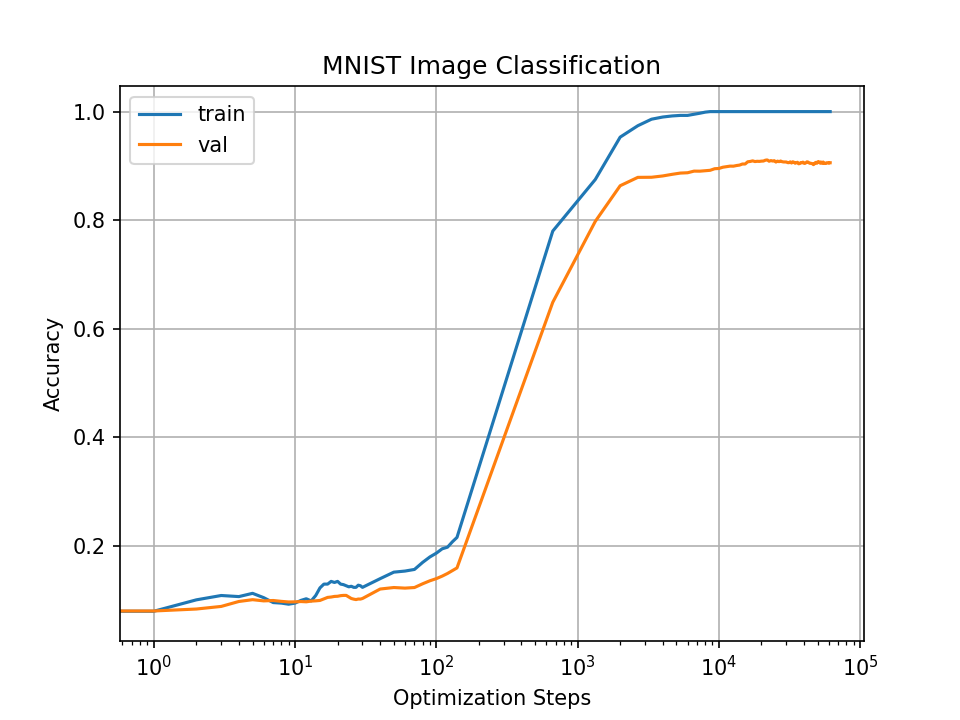 MNIST Image Classification
train
val
1.0
0.8
0.6
0.4
0.2
Accuracy
10⁰ 10¹ 10² 10³ 10⁴ 10⁵
Optimization Steps